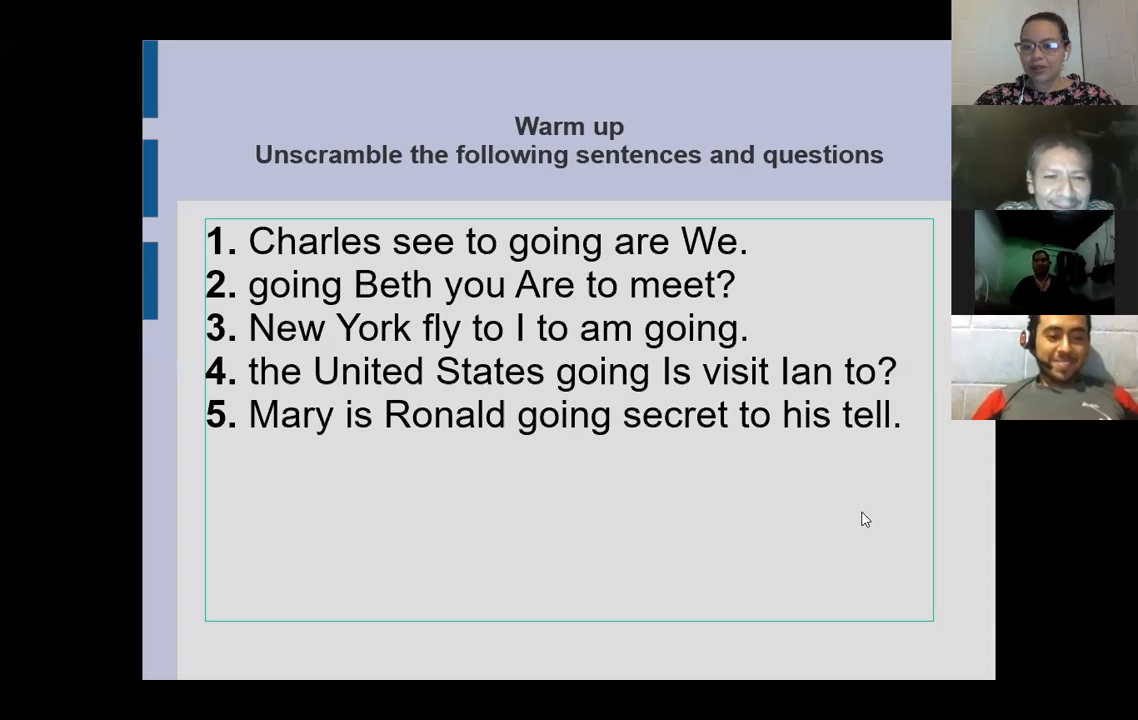 Warm up
Unscramble the following sentences and questions
1. Charles see to going are We.
2. going Beth you Are to meet?
3. New York fly to I to am going.
4. the United States going Is visit Ian to?
5. Mary is Ronald going secret to his tell.